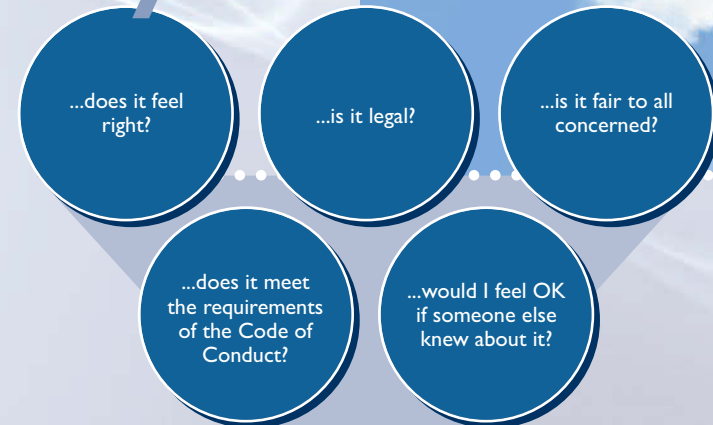 ...does it feel
right?
...is it legal?
...is it fair to all
concerned?
...does it meet
the requirements
of the Code of
Conduct?
...would I feel OK
if someone else
knew about it?